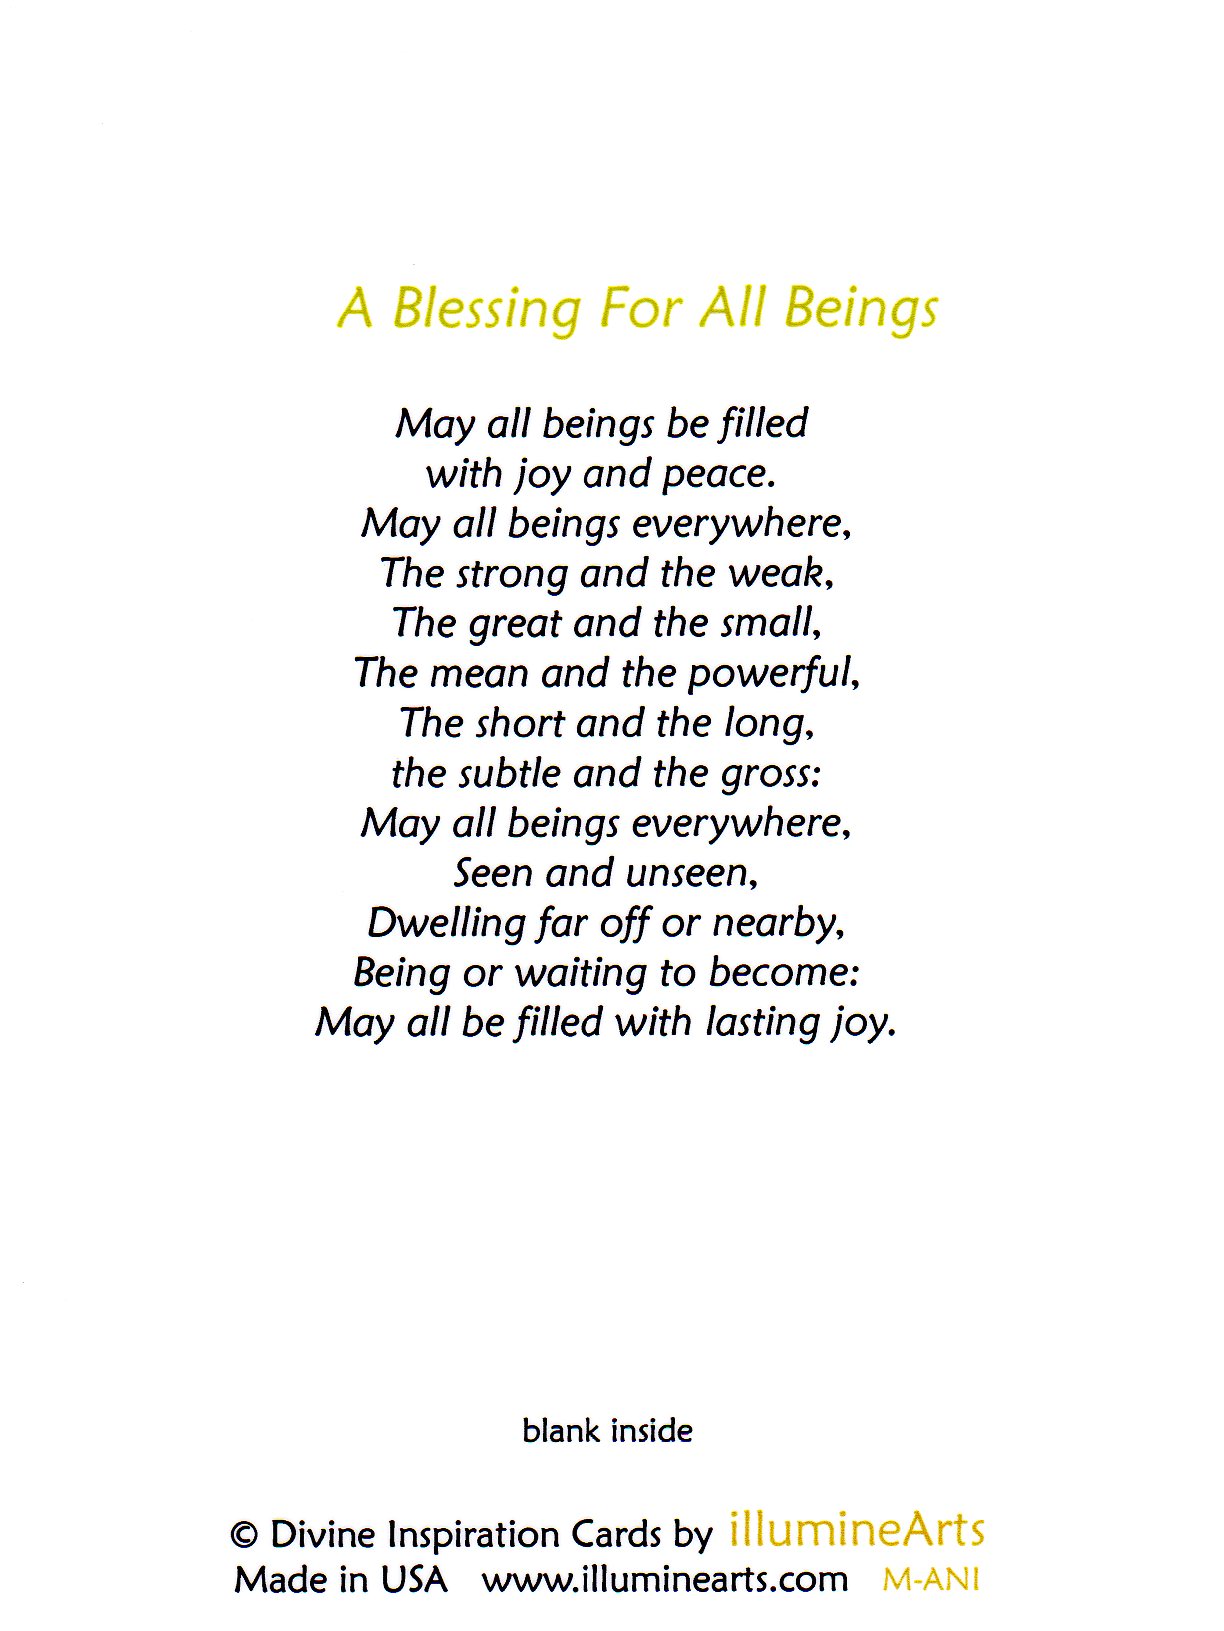 A Blessing For All Beings
May all beings be filled
with joy and peace.
May all beings everywhere,
The strong and the weak,
The great and the small,
The mean and the powerful,
The short and the long,
the subtle and the gross:
May all beings everywhere,
Seen and unseen,
Dwelling far off or nearby,
Being or waiting to become:
May all be filled with lasting joy.
blank inside
© Divine Inspiration Cards by illumineArts
Made in USA www.illuminearts.com M-ANI